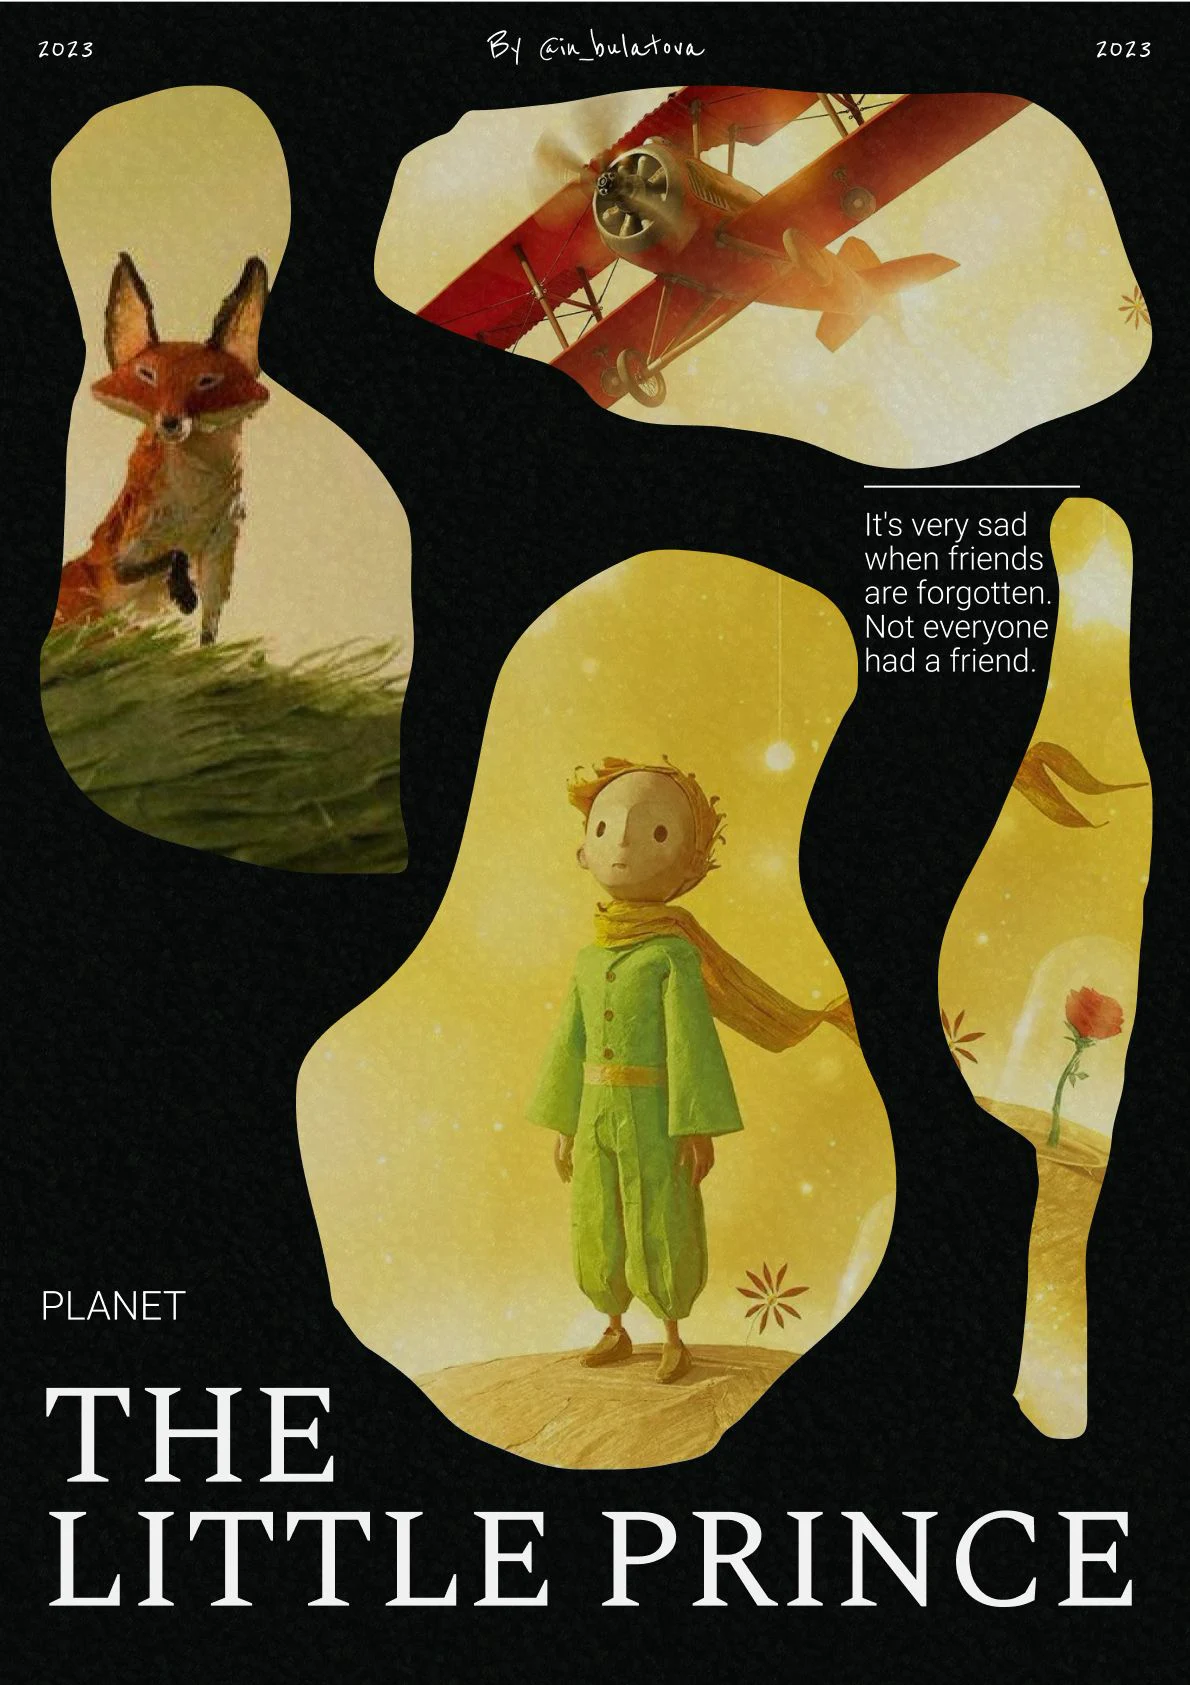 2023
By @in_bulatova
2023
It's very sad
when friends
are forgotten.
Not everyone
had a friend.
PLANET
THE
LITTLE PRINCE